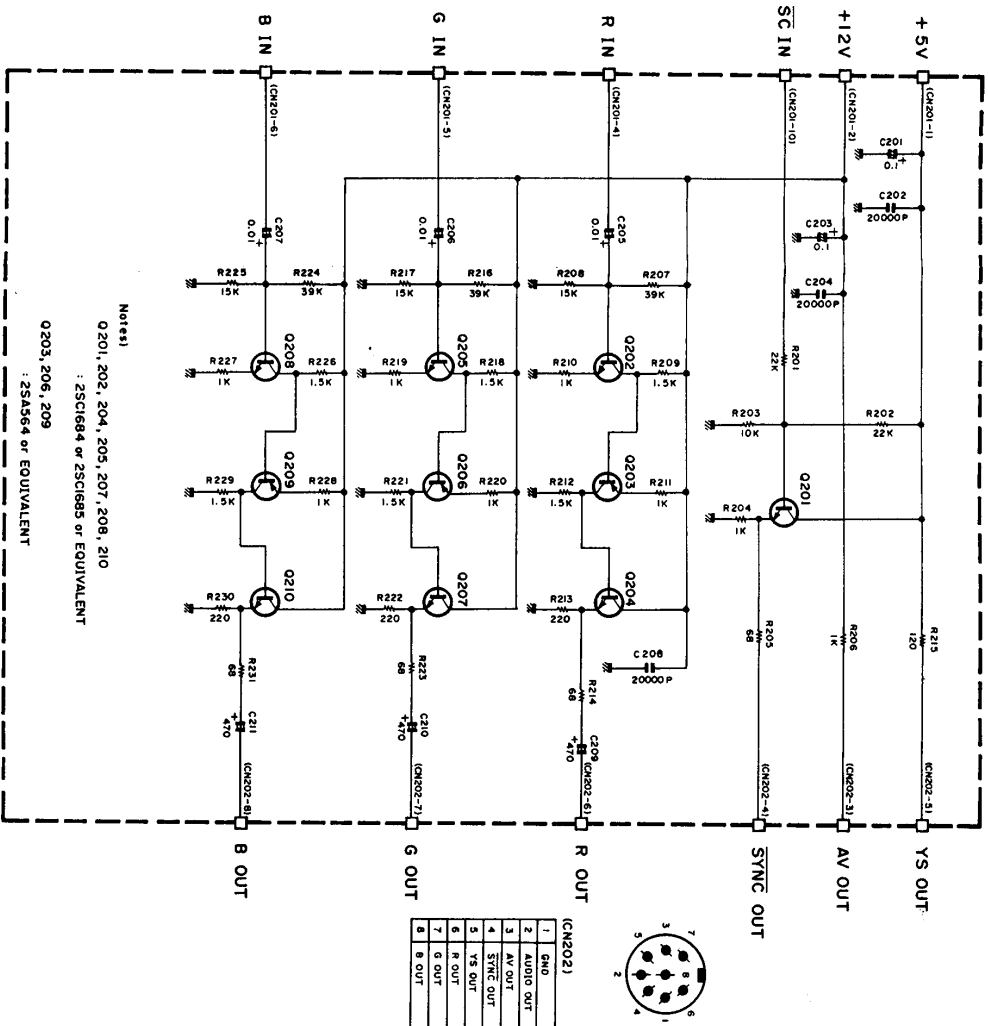 +5V
+12V
SC IN
R IN
G IN
B IN
(CN201-1)
(CN201-2)
(CN201-10)
(CN201-4)
(CN201-5)
(CN201-6)
C201
0.1
+
C202
20000P
C203
0.1
+
C204
20000P
R201
22K
R202
22K
R203
10K
Q201
R204
1K
R205
68
R206
1K
R215
120
C205
0.01
+
R207
39K
R208
15K
Q202
R209
1.5K
R210
1K
Q203
R211
1K
R212
1.5K
Q204
R213
220
C208
20000P
R214
68
C209
+
470
C206
0.01
+
R216
39K
R217
15K
Q205
R218
1.5K
R219
1K
Q206
R220
1K
R221
1.5K
Q207
R222
220
R223
68
C210
+
470
C207
0.01
+
R224
39K
R225
15K
Q208
R226
1.5K
R227
1K
Q209
R228
1K
R229
1.5K
Q210
R230
220
R231
68
C211
+
470
(CN202-5)
(CN202-3)
(CN202-4)
(CN202-6)
(CN202-7)
(CN202-8)
YS OUT
AV OUT
SYNC OUT
R OUT
G OUT
B OUT
Notes)
Q201, 202, 204, 205, 207, 208, 210
: 2SC1684 or 2SC1685 or EQUIVALENT
Q203, 206, 209
: 2SA564 or EQUIVALENT
7
6
3
8
1
5
4
2
(CN202)
1 GND
2 AUDIO OUT
3 AV OUT
4 SYNC OUT
5 YS OUT
6 R OUT
7 G OUT
8 B OUT